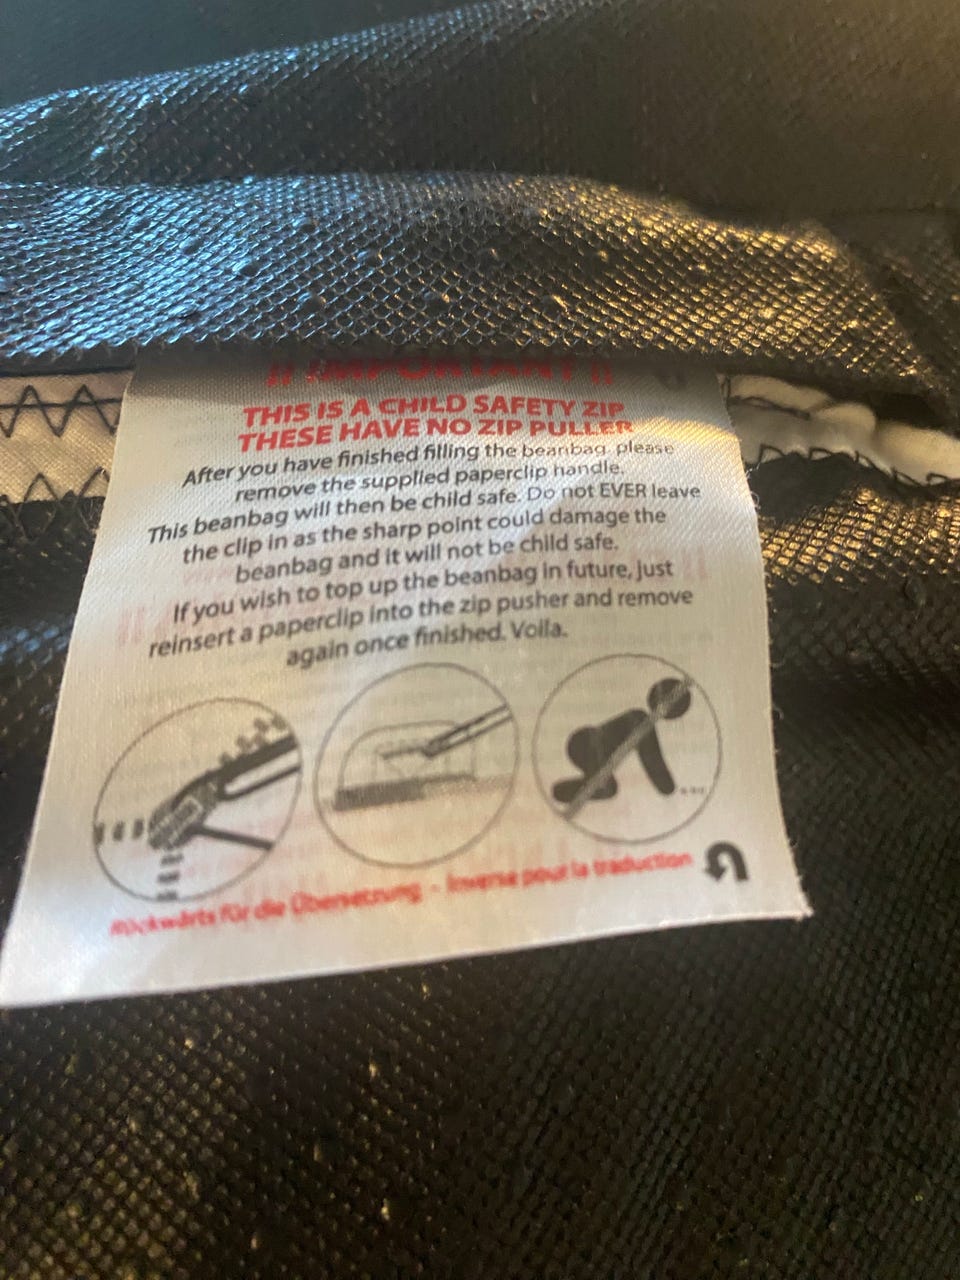 !! IMPORTANT !!
THIS IS A CHILD SAFETY ZIP
THESE HAVE NO ZIP PULLER
After you have finished filling the beanbag please
remove the supplied paperclip handle.
This beanbag will then be child safe. Do not EVER leave
the clip in as the sharp point could damage the
beanbag and it will not be child safe.
If you wish to top up the beanbag in future, just
reinsert a paperclip into the zip pusher and remove
again once finished. Voila.
Rückwärts für die Übersetzung - Inverse pour la traduction